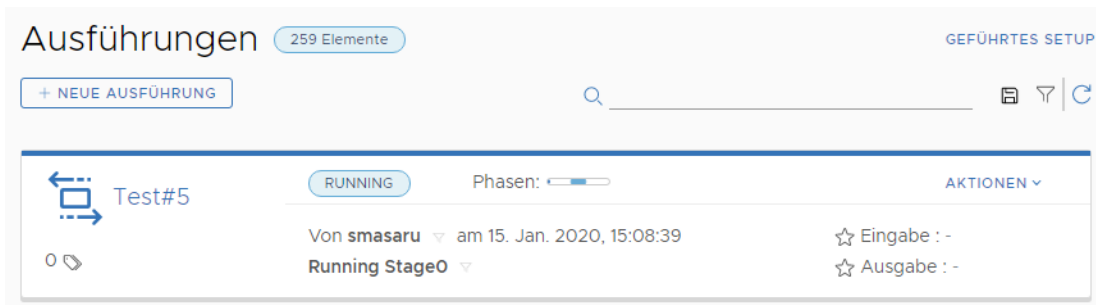 Ausführungen 259 Elemente GEFÜHRTES SETUP
+ NEUE AUSFÜHRUNG
Test#5 RUNNING Phasen: AKTIONEN
Von smasaru am 15. Jan. 2020, 15:08:39 Eingabe : -
0 Running Stage0 Ausgabe : -